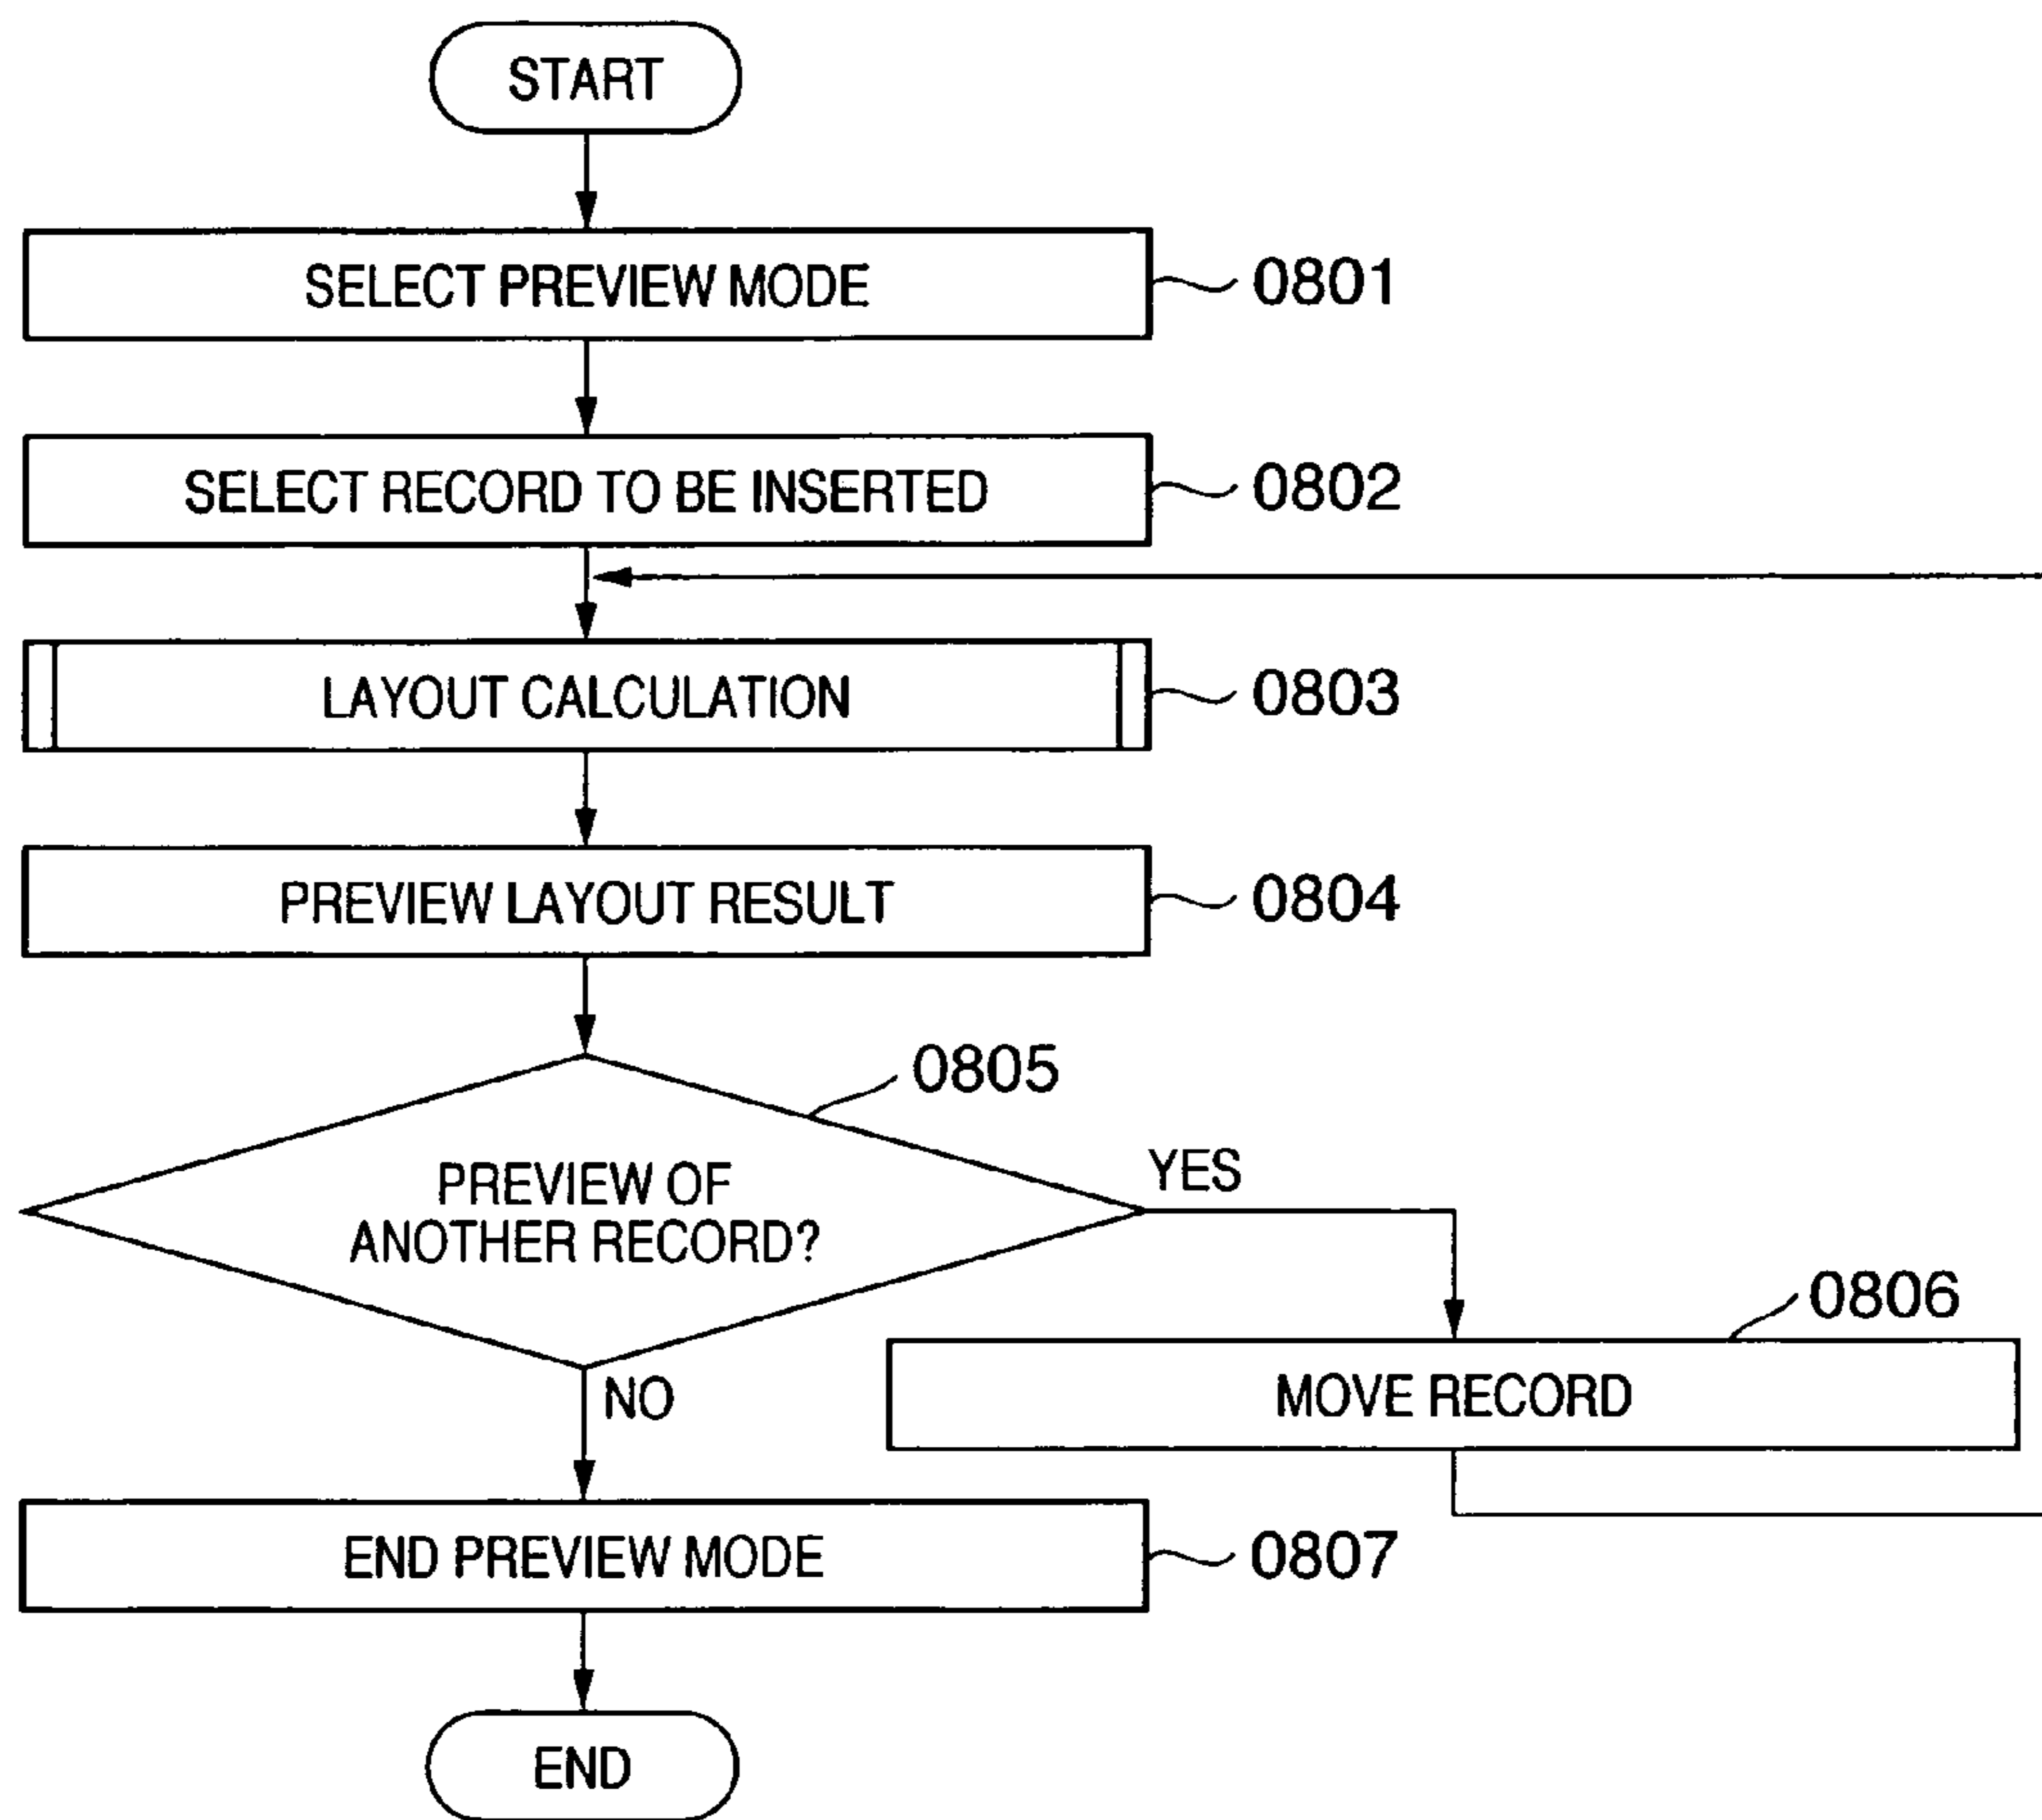 START
SELECT PREVIEW MODE
0801
SELECT RECORD TO BE INSERTED
0802
LAYOUT CALCULATION
0803
PREVIEW LAYOUT RESULT
0804
0805
PREVIEW OF
ANOTHER RECORD?
YES
0806
MOVE RECORD
NO
END PREVIEW MODE
0807
END